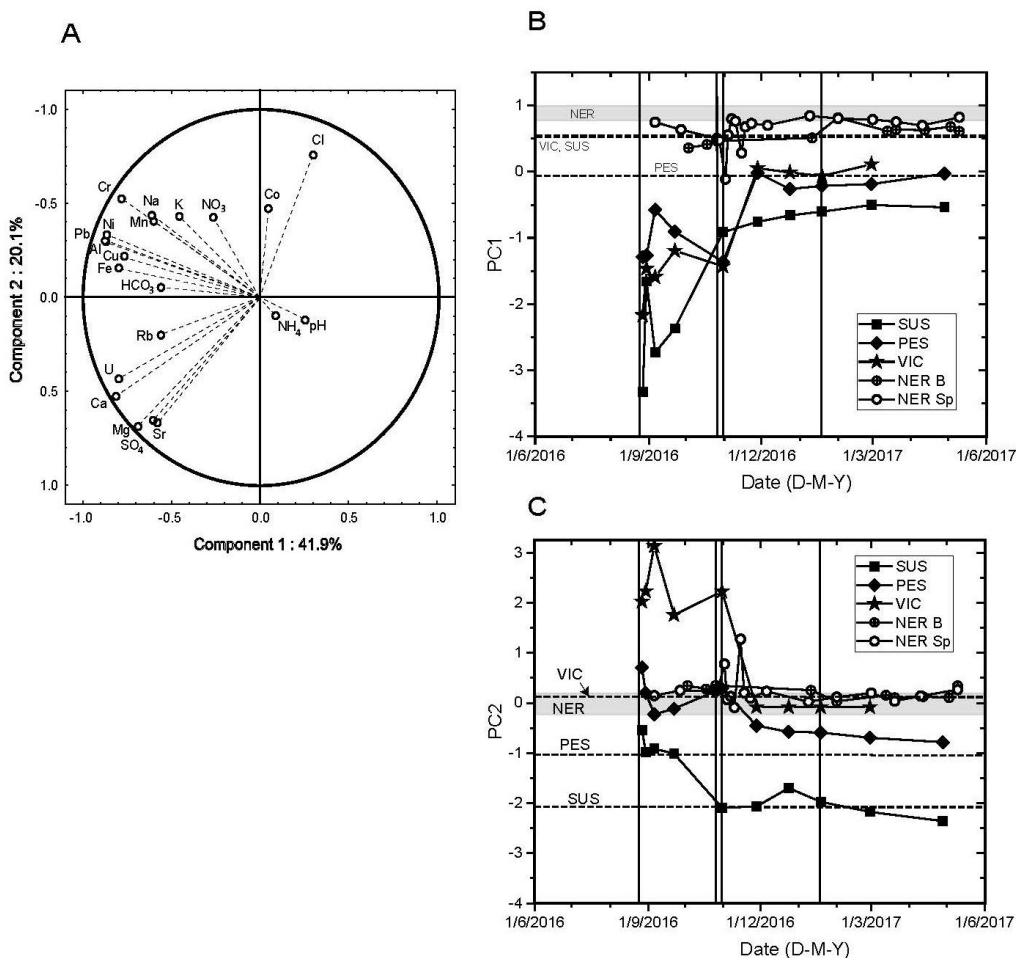 A
-1.0
-0.5
0.0
0.5
1.0
Component 2 : 20.1%
Cl
Co
Cr
Na
K
NO3
Mn
Ni
Pb
Al
Cu
Fe
HCO3
NH4
pH
Rb
U
Ca
Mg
SO4
Sr
-1.0
-0.5
0.0
0.5
1.0
Component 1 : 41.9%
B
PC1
3
2
1
0
-1
-2
-3
-4
NER
VIC, SUS
PES
SUS
PES
VIC
NER B
NER Sp
1/6/2016
1/9/2016
1/12/2016
1/3/2017
1/6/2017
Date (D-M-Y)
C
PC2
3
2
1
0
-1
-2
-3
-4
VIC
NER
PES
SUS
SUS
PES
VIC
NER B
NER Sp
1/6/2016
1/9/2016
1/12/2016
1/3/2017
1/6/2017
Date (D-M-Y)